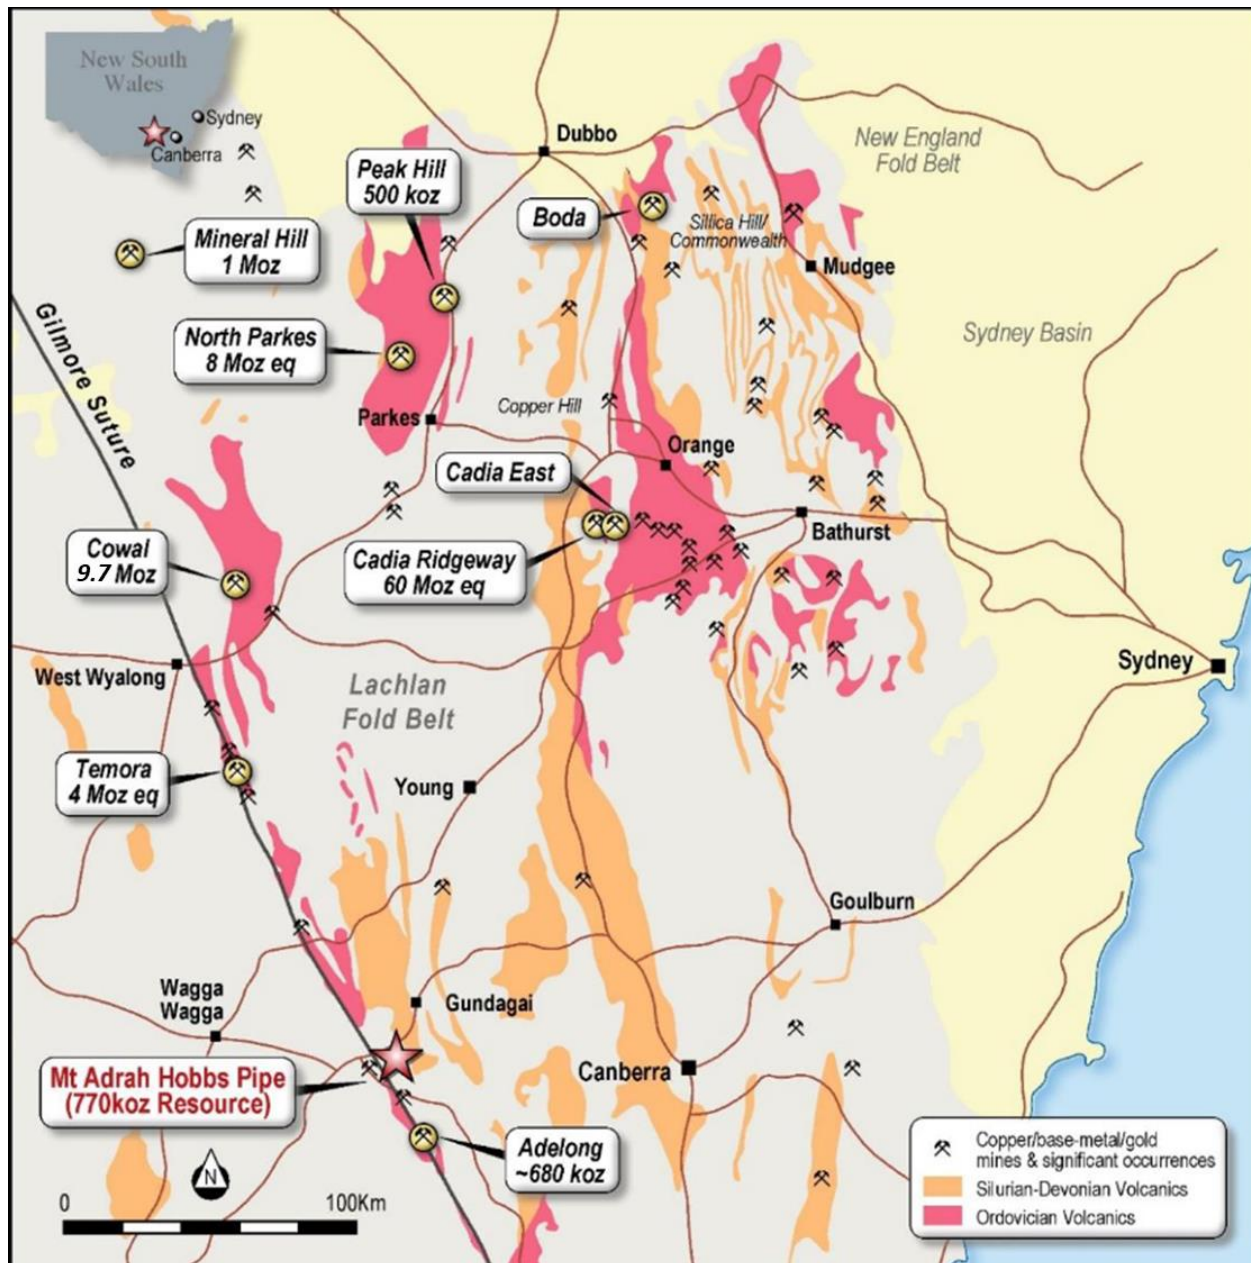 New South
Wales
Sydney
Canberra
Dubbo
New England
Fold Belt
Peak Hill
500 koz
Boda
Sillica Hill/
Commonwealth
Mineral Hill
1 Moz
Mudgee
Gilmore Suture
North Parkes
8 Moz eq
Sydney Basin
Parkes
Copper Hill
Orange
Cadia East
Bathurst
Cowal
9.7 Moz
Cadia Ridgeway
60 Moz eq
West Wyalong
Sydney
Lachlan
Fold Belt
Temora
4 Moz eq
Young
Goulburn
Wagga
Wagga
Gundagai
Mt Adrah Hobbs Pipe
(770koz Resource)
Canberra
Adelong
~680 koz
N
0 100Km
Copper/base-metal/gold
mines & significant occurrences
Silurian-Devonian Volcanics
Ordovician Volcanics